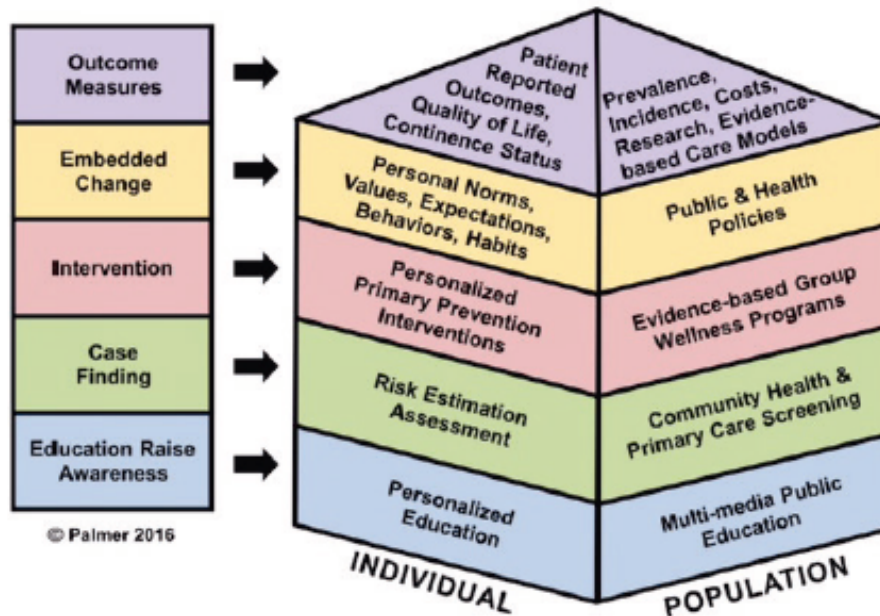 Outcome
Measures
Embedded
Change
Intervention
Case
Finding
Education Raise
Awareness
© Palmer 2016
Patient
Reported
Outcomes,
Quality of Life,
Continence Status
Prevalence,
Incidence, Costs,
Research, Evidence-
based Care Models
Personal Norms,
Values, Expectations,
Behaviors, Habits
Public & Health
Policies
Personalized
Primary Prevention
Interventions
Evidence-based Group
Wellness Programs
Risk Estimation
Assessment
Community Health &
Primary Care Screening
Personalized
Education
Multi-media Public
Education
INDIVIDUAL
POPULATION